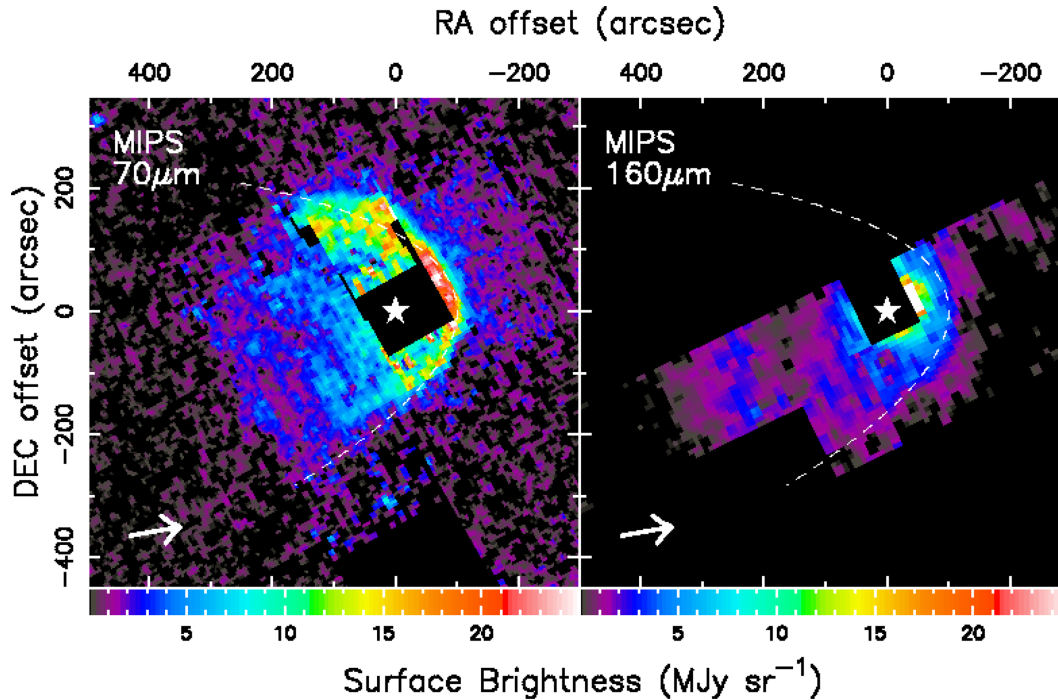 RA offset (arcsec)
400 200 0 −200 400 200 0 −200
MIPS
70μm
MIPS
160μm
DEC offset (arcsec)
200
0
−200
−400
5 10 15 20 5 10 15 20
Surface Brightness (MJy sr⁻¹)